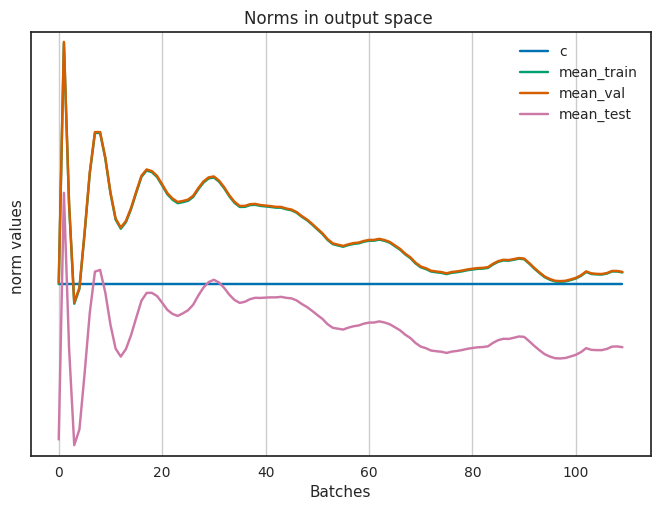 Norms in output space
norm values
c
mean_train
mean_val
mean_test
0 20 40 60 80 100
Batches